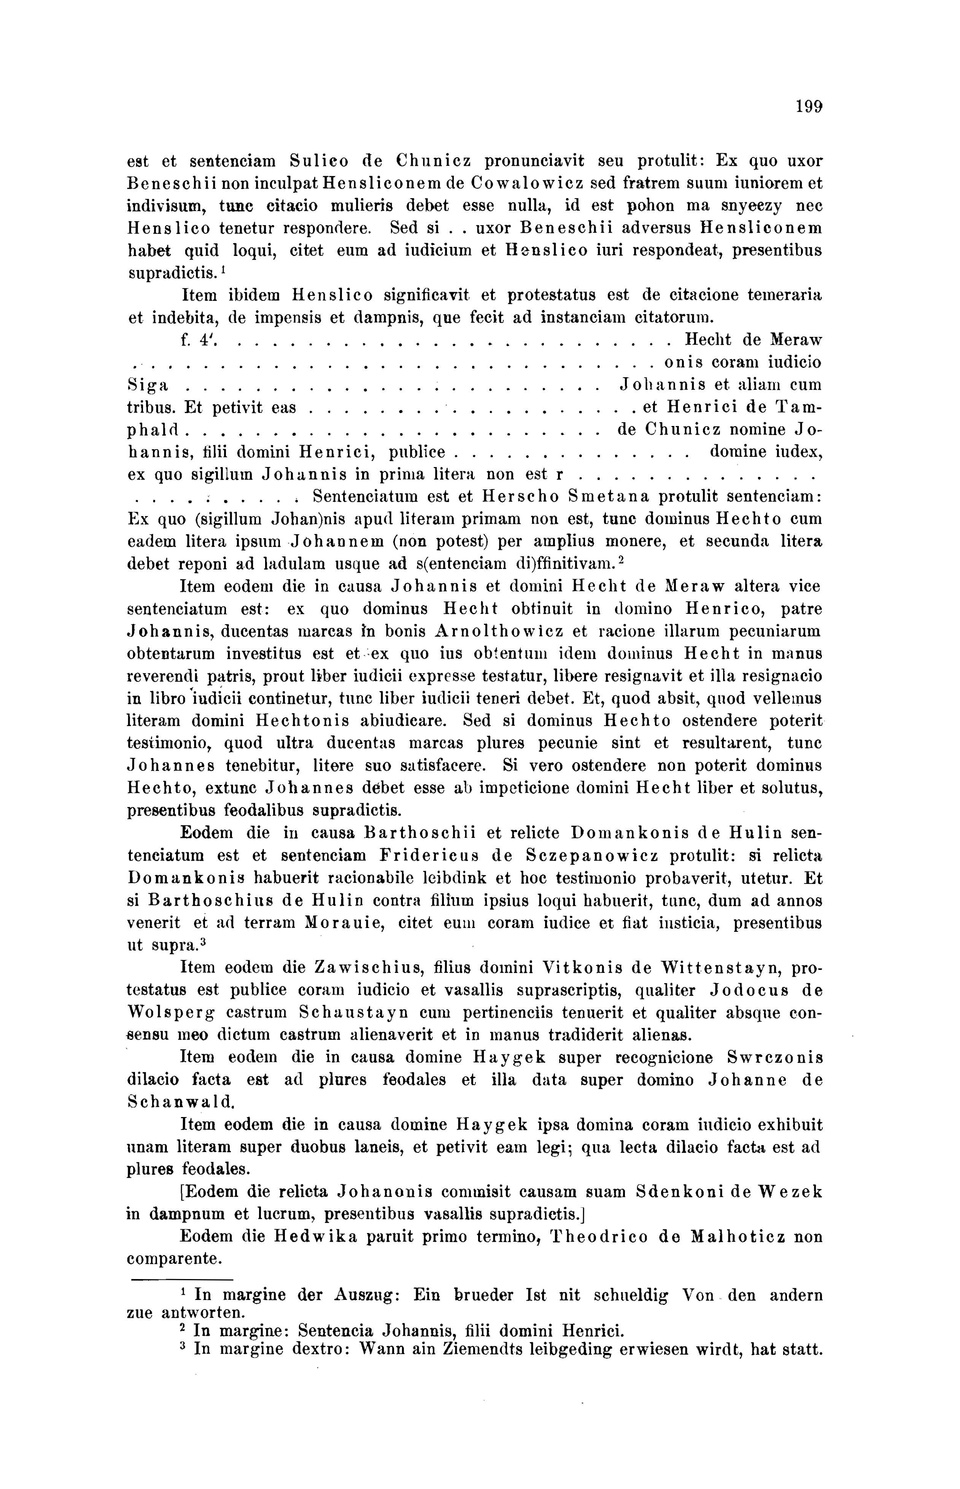 199
est et sentenciam Sulico de Chunicz pronunciavit seu protulit: Ex quo uxor
Beneschii non inculpat Hensliconem de Cowalowicz sed fratrem suum iuniorem et
indivisum, tunc citacio mulieris debet esse nulla, id est pohon ma snyeczy nec
Henslico tenetur respondere. Sed si . . uxor Beneschii adversus Hensliconem
habet quid loqui, citet eum ad iudicium et Henslico iuri respondeat, presentibus
supradictis. ¹
Item ibidem Henslico significavit et protestatus est de citacione temeraria
et indebita, de impensis et dampnis, que fecit ad instanciam citatorum.
f. 4'. . . . . . . . . . . . . . . . . . . . . . . . . . Hecht de Meraw
. . . . . . . . . . . . . . . . . . . . . . . . . . . . . . onis coram iudicio
Siga . . . . . . . . . . . . . . . . . . . . . . . . Johannis et aliam cum
tribus. Et petivit eas . . . . . . . . . . . . . . . . . . . et Henrici de Tam-
phald . . . . . . . . . . . . . . . . . . . . . . . . de Chunicz nomine Jo-
hannis, filii domini Henrici, publice . . . . . . . . . . . . . . domine iudex,
ex quo sigillum Johannis in prima litera non est r . . . . . . . . . . . . . .
. . . . . . . . . . Sentenciatum est et Herscho Smetana protulit sentenciam:
Ex quo (sigillum Johan)nis apud literam primam non est, tunc dominus Hechto cum
eadem litera ipsum Johannem (non potest) per amplius monere, et secunda litera
debet reponi ad ladulam usque ad s(entenciam di)ffinitivam. ²
Item eodem die in causa Johannis et domini Hecht de Meraw altera vice
sentenciatum est: ex quo dominus Hecht obtinuit in domino Henrico, patre
Johannis, ducentas marcas in bonis Arnolthowicz et racione illarum pecuniarum
obtentarum investitus est et ex quo ius obtentum idem dominus Hecht in manus
reverendi patris, prout liber iudicii expresse testatur, libere resignavit et illa resignacio
in libro iudicii continetur, tunc liber iudicii teneri debet. Et, quod absit, quod vellemus
literam domini Hechtonis abiudicare. Sed si dominus Hechto ostendere poterit
testimonio, quod ultra ducentas marcas plures pecunie sint et resultarent, tunc
Johannes tenebitur, litere suo satisfacere. Si vero ostendere non poterit dominus
Hechto, extunc Johannes debet esse ab impeticione domini Hecht liber et solutus,
presentibus feodalibus supradictis.
Eodem die in causa Barthoschii et relicte Domankonis de Hulin sen-
tenciatum est et sentenciam Fridericus de Sczepanowicz protulit: si relicta
Domankonis habuerit racionabile leibdink et hoc testimonio probaverit, utetur. Et
si Barthoschius de Hulin contra filium ipsius loqui habuerit, tunc, dum ad annos
venerit et ad terram Morauie, citet eum coram iudice et fiat iusticia, presentibus
ut supra.³
Item eodem die Zawischius, filius domini Vitkonis de Wittenstayn, pro-
testatus est publice coram iudicio et vasallis suprascriptis, qualiter Jodocus de
Wolsperg castrum Schaustayn cum pertinenciis tenuerit et qualiter absque con-
sensu meo dictum castrum alienaverit et in manus tradiderit alienas.
Item eodem die in causa domine Haygek super recognicione Swrczonis
dilacio facta est ad plures feodales et illa data super domino Johanne de
Schanwald.
Item eodem die in causa domine Haygek ipsa domina coram iudicio exhibuit
unam literam super duobus laneis, et petivit eam legi; qua lecta dilacio facta est ad
plures feodales.
[Eodem die relicta Johanonis commisit causam suam Sdenkoni de Wezek
in dampnum et lucrum, presentibus vasallis supradictis.]
Eodem die Hedwika paruit primo termino, Theodrico de Malhoticz non
comparente.
¹ In margine der Auszug: Ein brueder Ist nit schueldig Von den andern
zue antworten.
² In margine: Sentencia Johannis, filii domini Henrici.
³ In margine dextro: Wann ain Ziemendts leibgeding erwiesen wirdt, hat statt.